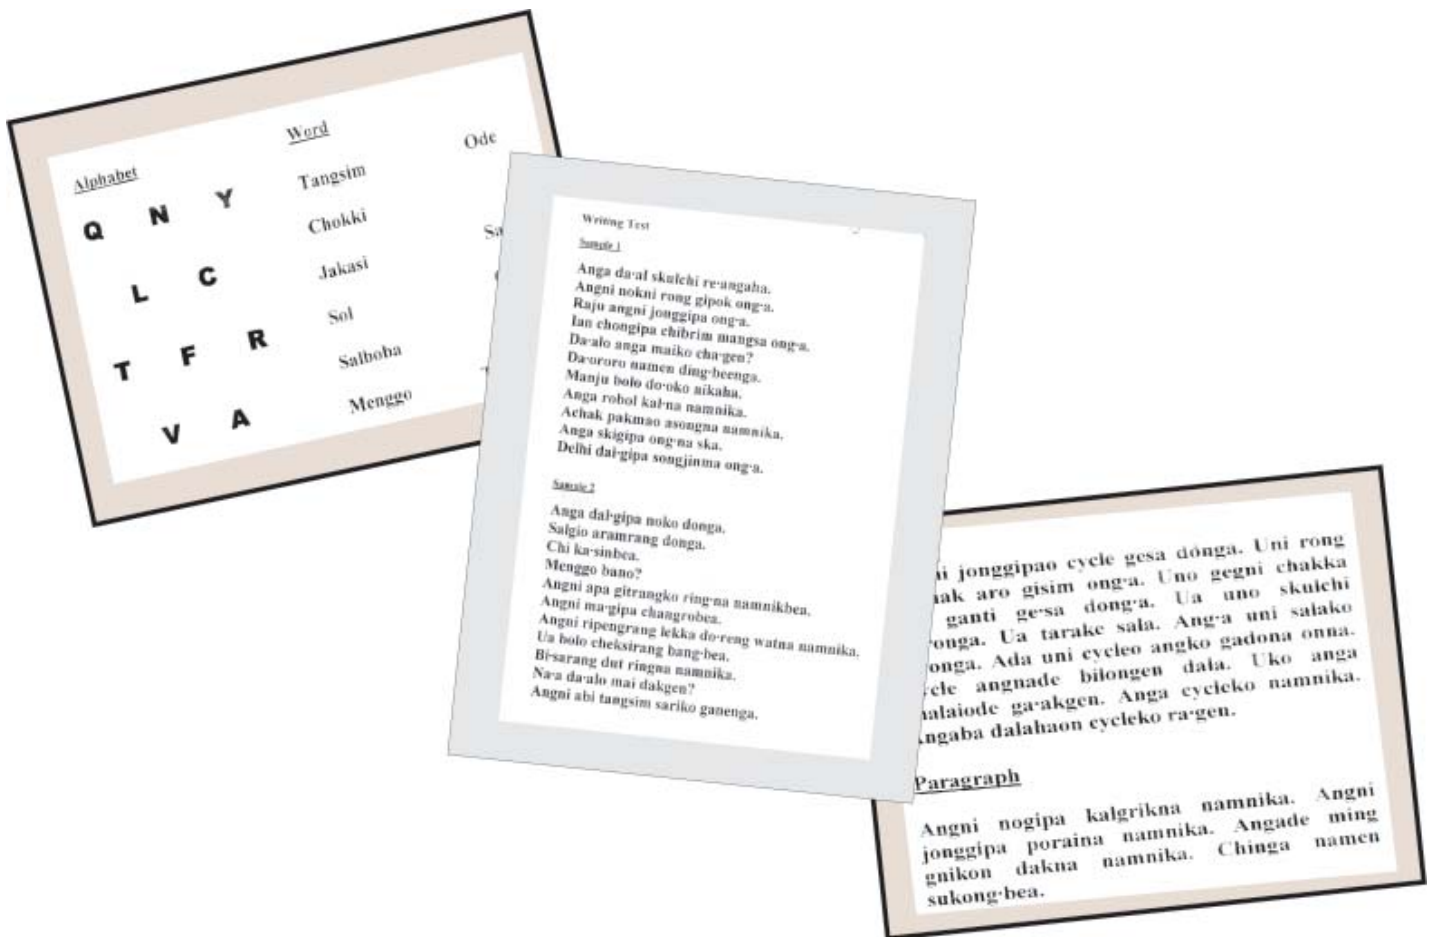 Alphabet
Word
Q N Y
L C
T F R
V A
Tangsim
Chokki
Jakasi
Sol
Salboba
Menggo
Ode
Sa
Writing Test
Sample 1
Anga da·al skulchi re·angaha.
Angni nokni rong gipok ong·a.
Raju angni jonggipa ong·a.
Ian chongipa chibrim mangsa ong·a.
Da·alo anga maiko cha·gen?
Da·ororo namen ding·beenga.
Manju bolo do·oko nikaha.
Anga robol kal·na namnika.
Achak pakmao asongna namnika.
Anga skigipa ong·na ska.
Delhi dal·gipa songjinma ong·a.
Sample 2
Anga dal·gipa noko donga.
Salgio aramrang donga.
Chi ka·sinbea.
Menggo bano?
Angni apa gitrangko ring·na namnikbea.
Angni ma·gipa changrobea.
Angni ripengrang lekka do·reng watna namnika.
Ua bolo cheksirang bang·bea.
Bi·sarang dut ringna namnika.
Na·a da·alo mai dakgen?
Angni abi tangsim sariko ganenga.
jonggipao cycle gesa donga. Uni rong
aro gisim ong·a. Uno gegni chakka
ganti ge·sa dong·a. Ua uno skulchi
Ua tarake sala. Ang·a uni salako
Ada uni cycleo angko gadona onna.
angnade bilongen dala. Uko anga
ga·akgen. Anga cycleko namnika.
Angaba dalahaon cycleko ra·gen.
Paragraph
Angni nogipa kalgrikna namnika. Angni
jonggipa poraina namnika. Angade ming
gnikon dakna namnika. Chinga namen
sukong·bea.